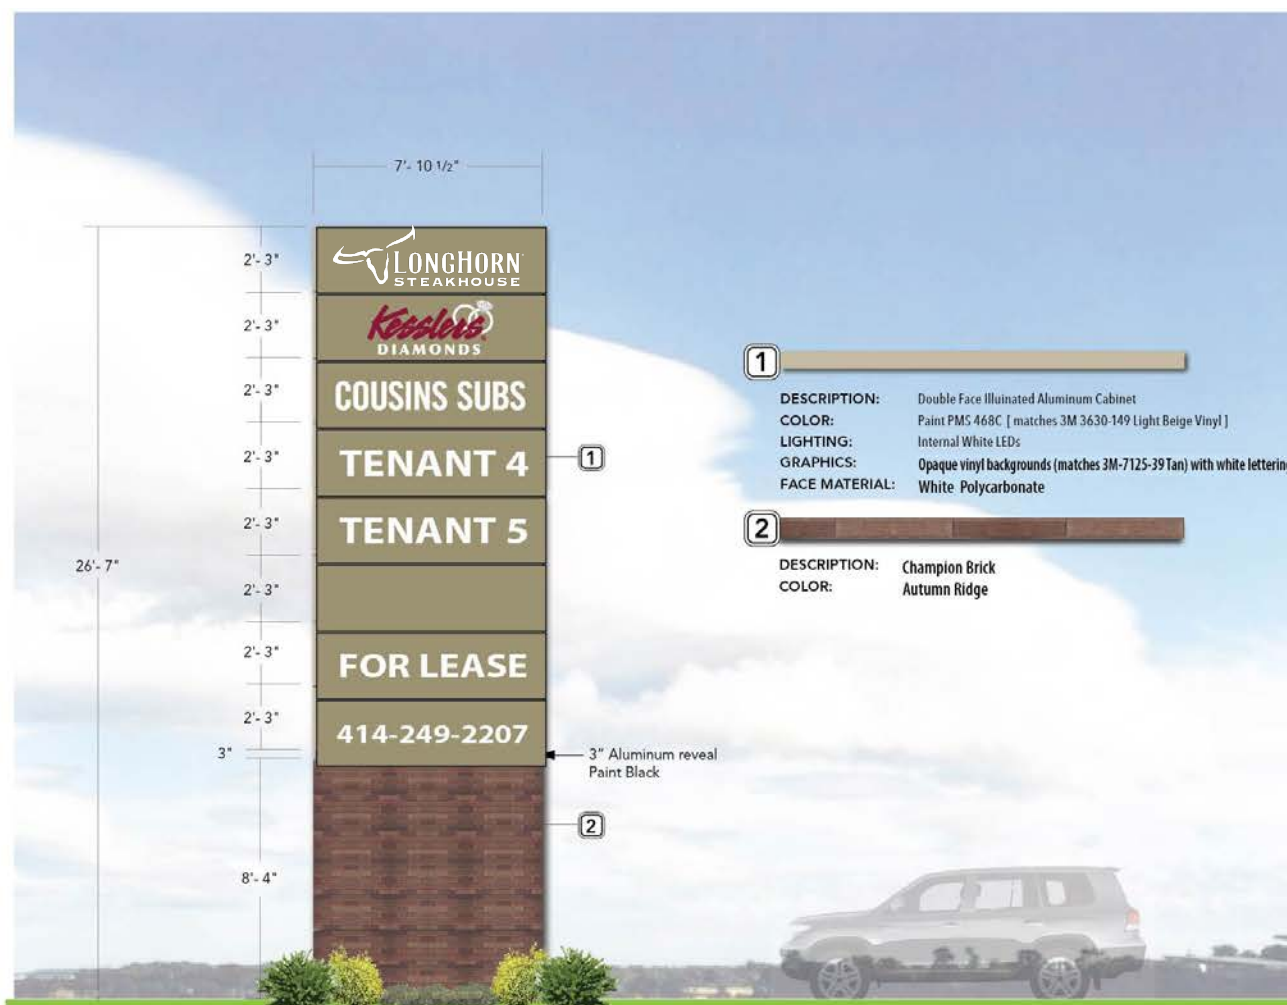 7'- 10 1/2"
2'- 3"
LONGHORN
STEAKHOUSE
2'- 3"
Kesslers
DIAMONDS
2'- 3"
COUSINS SUBS
2'- 3"
TENANT 4
1
2'- 3"
TENANT 5
26'- 7"
2'- 3"
2'- 3"
FOR LEASE
2'- 3"
414-249-2207
3"
3" Aluminum reveal
Paint Black
2
8'- 4"
1
DESCRIPTION: Double Face Illuinated Aluminum Cabinet
COLOR: Paint PMS 468C [ matches 3M 3630-149 Light Beige Vinyl ]
LIGHTING: Internal White LEDs
GRAPHICS: Opaque vinyl backgrounds (matches 3M-7125-39 Tan) with white lettering
FACE MATERIAL: White Polycarbonate
2
DESCRIPTION: Champion Brick
COLOR: Autumn Ridge